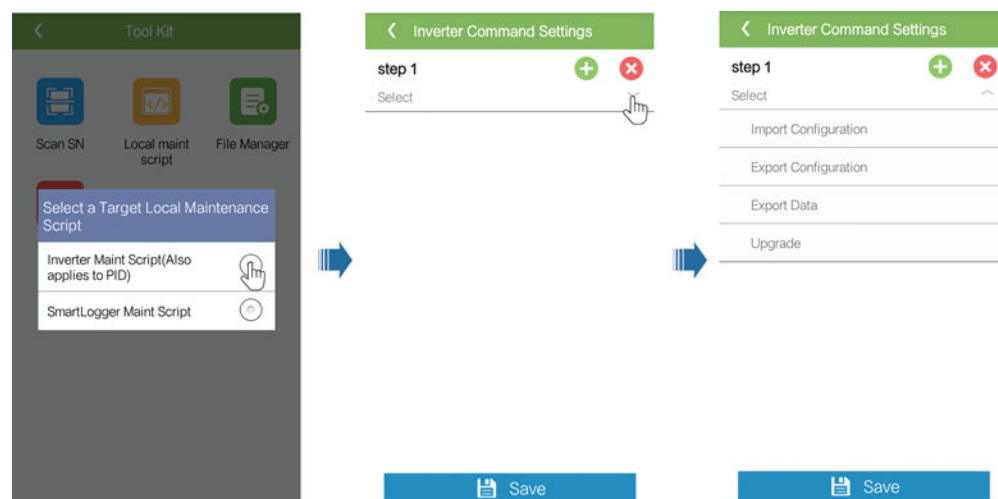 Tool Kit
Scan SN
Local maint
script
File Manager
Select a Target Local Maintenance
Script
Inverter Maint Script(Also
applies to PID)
SmartLogger Maint Script
Inverter Command Settings
step 1
Select
Save
Inverter Command Settings
step 1
Select
Import Configuration
Export Configuration
Export Data
Upgrade
Save